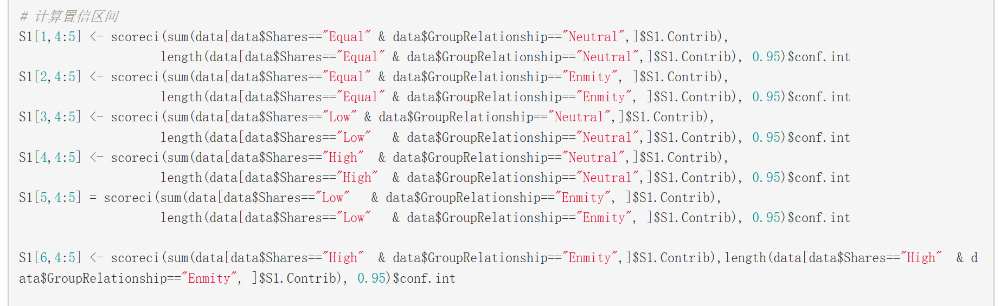 # 计算置信区间
S1[1,4:5] <- scoreci(sum(data[data$Shares=="Equal" & data$GroupRelationship=="Neutral",]$S1.Contrib),
length(data[data$Shares=="Equal" & data$GroupRelationship=="Neutral",]$S1.Contrib), 0.95)$conf.int
S1[2,4:5] <- scoreci(sum(data[data$Shares=="Equal" & data$GroupRelationship=="Enmity", ]$S1.Contrib),
length(data[data$Shares=="Equal" & data$GroupRelationship=="Enmity", ]$S1.Contrib), 0.95)$conf.int
S1[3,4:5] <- scoreci(sum(data[data$Shares=="Low" & data$GroupRelationship=="Neutral",]$S1.Contrib),
length(data[data$Shares=="Low"   & data$GroupRelationship=="Neutral",]$S1.Contrib), 0.95)$conf.int
S1[4,4:5] <- scoreci(sum(data[data$Shares=="High"  & data$GroupRelationship=="Neutral",]$S1.Contrib),
length(data[data$Shares=="High"  & data$GroupRelationship=="Neutral",]$S1.Contrib), 0.95)$conf.int
S1[5,4:5] = scoreci(sum(data[data$Shares=="Low"   & data$GroupRelationship=="Enmity", ]$S1.Contrib),
length(data[data$Shares=="Low"   & data$GroupRelationship=="Enmity", ]$S1.Contrib), 0.95)$conf.int
S1[6,4:5] <- scoreci(sum(data[data$Shares=="High"  & data$GroupRelationship=="Enmity",]$S1.Contrib),length(data[data$Shares=="High"  & d
ata$GroupRelationship=="Enmity", ]$S1.Contrib), 0.95)$conf.int